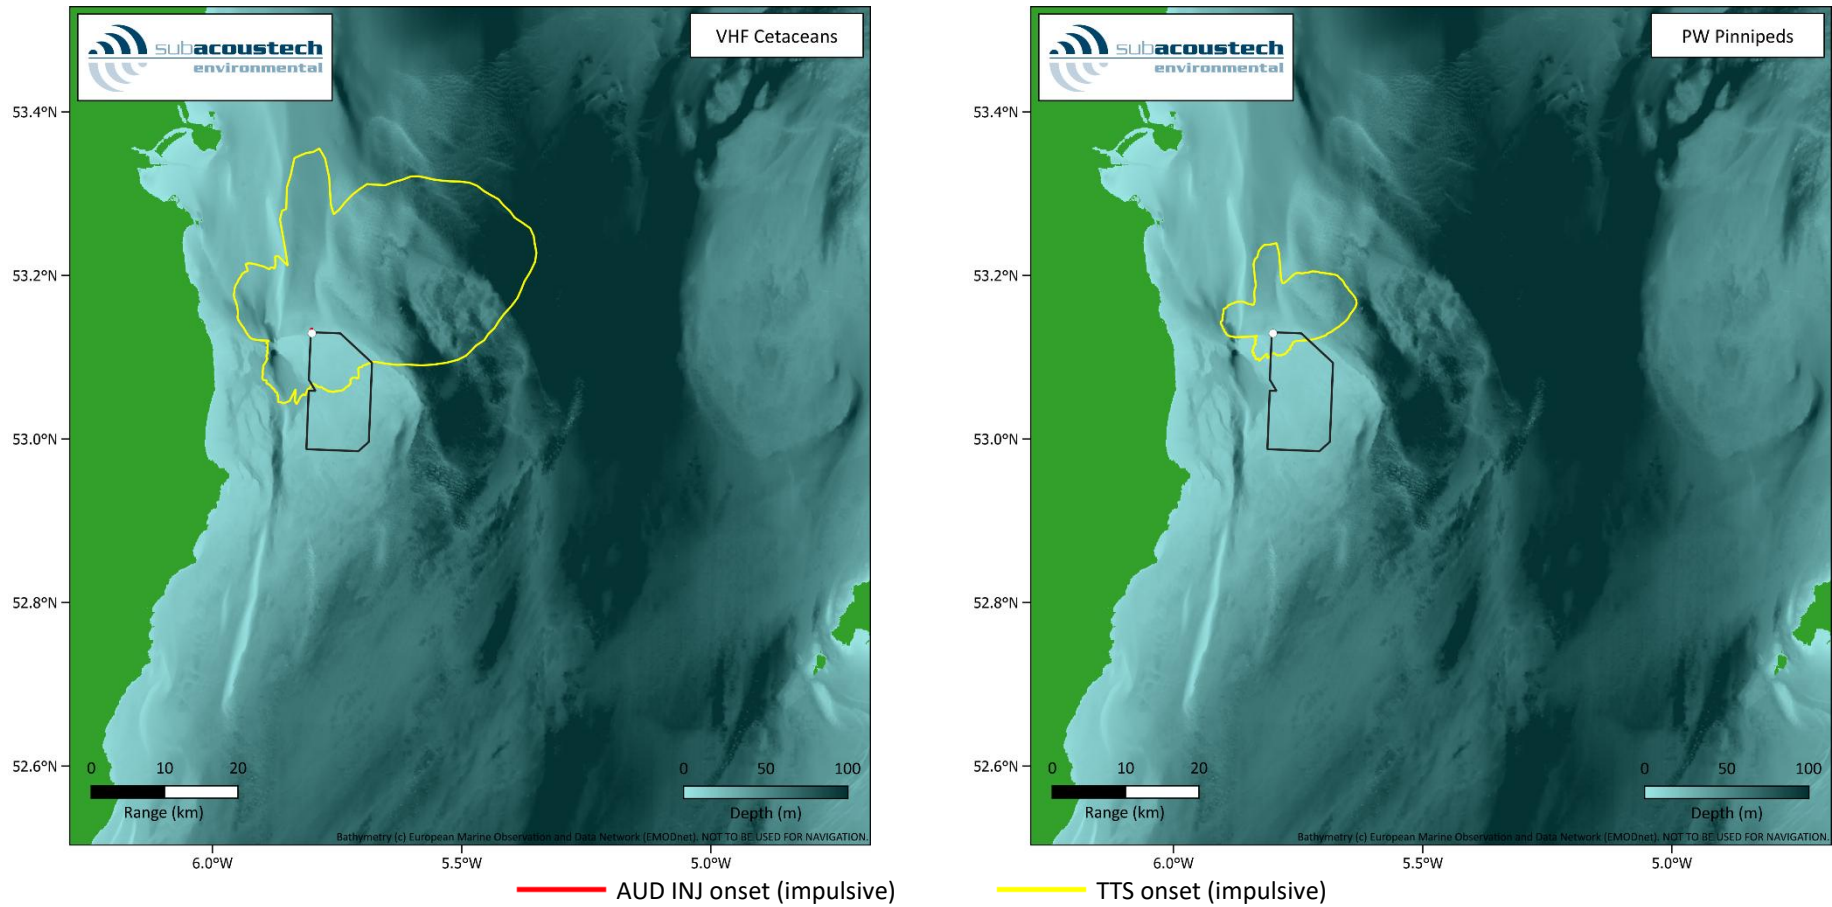 subacoustech
environmental
VHF Cetaceans
53.4°N
53.2°N
53.0°N
52.8°N
52.6°N
0 10 20
Range (km)
0 50 100
Depth (m)
Bathymetry (c) European Marine Observation and Data Network (EMODnet). NOT TO BE USED FOR NAVIGATION.
6.0°W 5.5°W 5.0°W
subacoustech
environmental
PW Pinnipeds
53.4°N
53.2°N
53.0°N
52.8°N
52.6°N
0 10 20
Range (km)
0 50 100
Depth (m)
Bathymetry (c) European Marine Observation and Data Network (EMODnet). NOT TO BE USED FOR NAVIGATION.
6.0°W 5.5°W 5.0°W
AUD INJ onset (impulsive) TTS onset (impulsive)